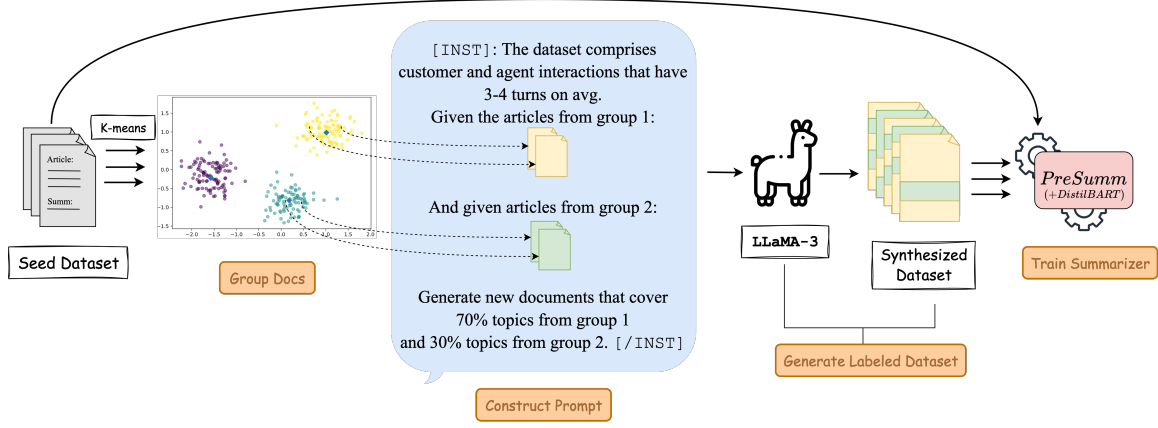 Article:
Summ:
Seed Dataset
K-means
1.5
1.0
0.5
0.0
−0.5
−1.0
−1.5
−2.0 −1.5 −1.0 −0.5 0.0 0.5 1.0 1.5 2.0
Group Docs
[INST]: The dataset comprises
customer and agent interactions that have
3-4 turns on avg.
Given the articles from group 1:
And given articles from group 2:
Generate new documents that cover
70% topics from group 1
and 30% topics from group 2. [/INST]
Construct Prompt
LLaMA-3
Synthesized
Dataset
Generate Labeled Dataset
PreSumm
(+DistilBART)
Train Summarizer